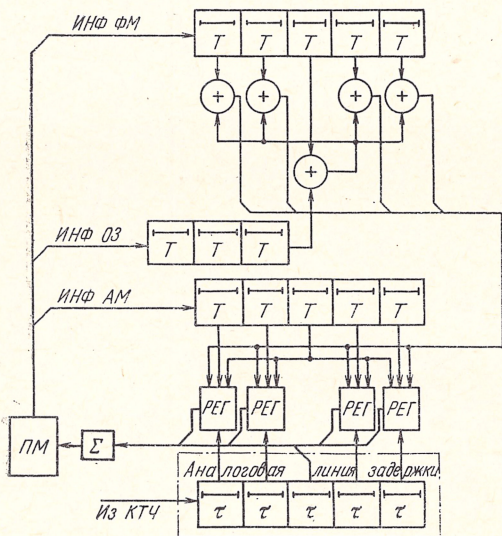 ИНФ ФМ
T T T T T
+ + + +
+
ИНФ ОЗ
T T T
ИНФ АМ
T T T T T
РЕГ РЕГ РЕГ РЕГ
ПМ
Σ
Аналоговая линия задержки
Из КТЧ
τ τ τ τ τ